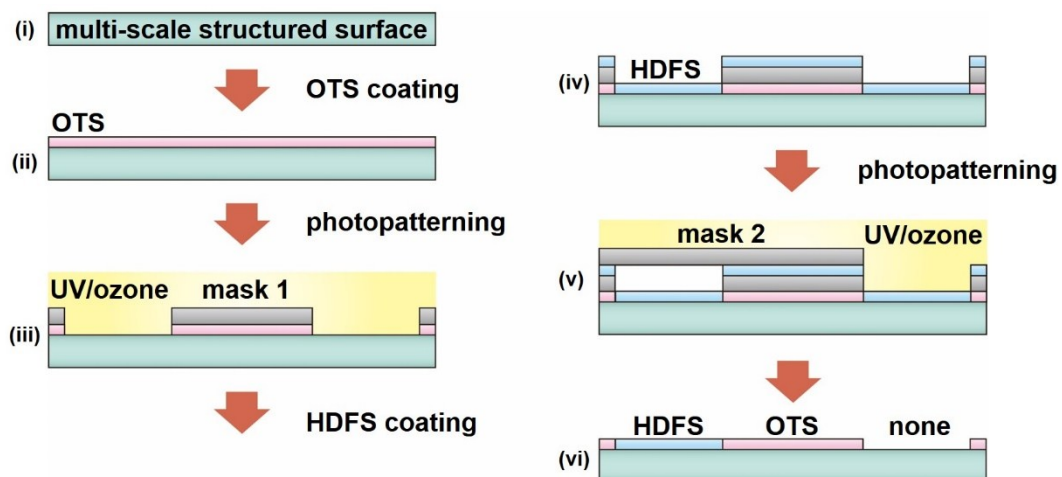 (i) multi-scale structured surface
OTS coating
OTS
(ii)
photopatterning
UV/ozone mask 1
(iii)
HDFS coating
HDFS
(iv)
photopatterning
mask 2 UV/ozone
(v)
HDFS OTS none
(vi)